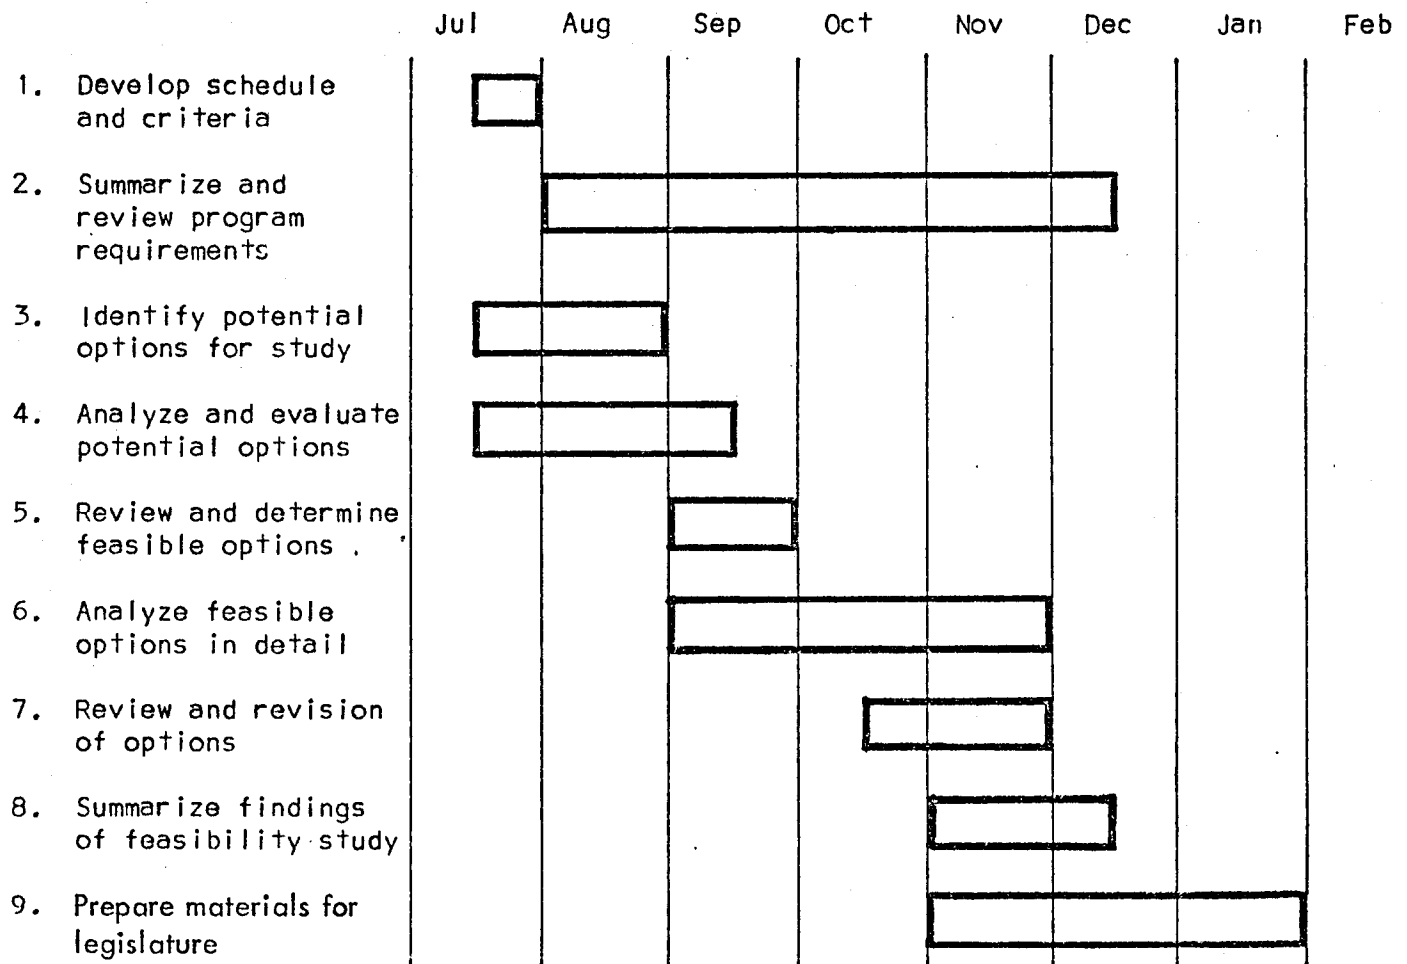 Jul Aug Sep Oct Nov Dec Jan Feb
1. Develop schedule
and criteria
2. Summarize and
review program
requirements
3. Identify potential
options for study
4. Analyze and evaluate
potential options
5. Review and determine
feasible options .
6. Analyze feasible
options in detail
7. Review and revision
of options
8. Summarize findings
of feasibility study
9. Prepare materials for
legislature